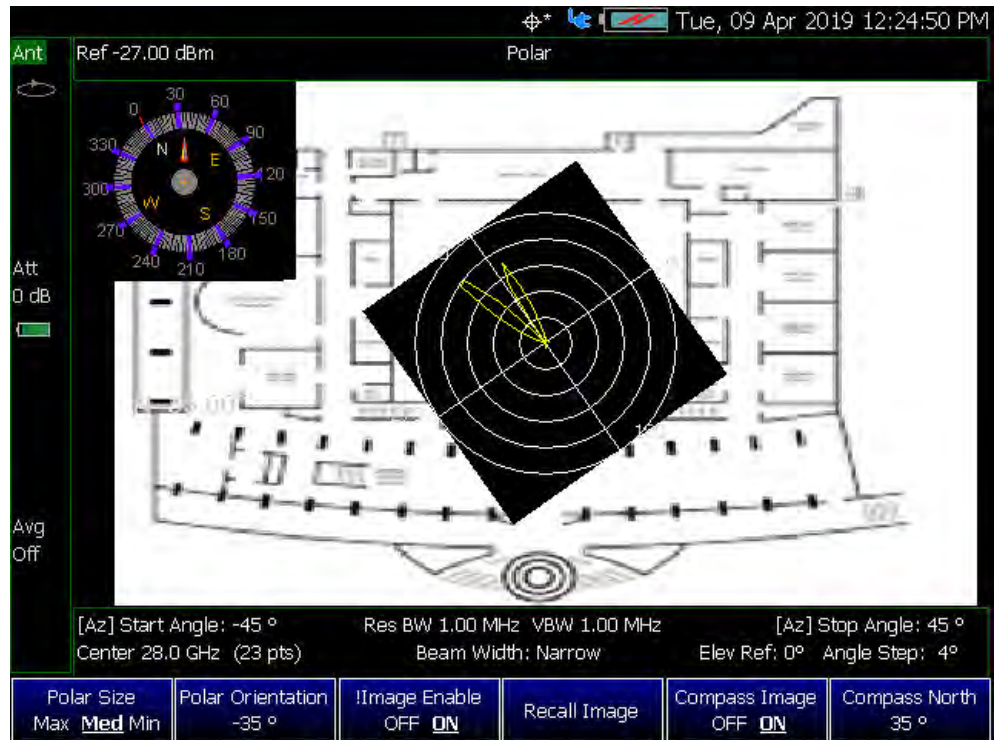 Tue, 09 Apr 2019 12:24:50 PM
Ant
Ref -27.00 dBm
Polar
0 30 60 90 120 150 180 210 240 270 300 330
N E S W
Att
0 dB
Avg
Off
[Az] Start Angle: -45 º Res BW 1.00 MHz VBW 1.00 MHz [Az] Stop Angle: 45 º
Center 28.0 GHz (23 pts) Beam Width: Narrow Elev Ref: 0º Angle Step: 4º
Polar Size
Max Med Min
Polar Orientation
-35 º
!Image Enable
OFF ON
Recall Image
Compass Image
OFF ON
Compass North
35 º